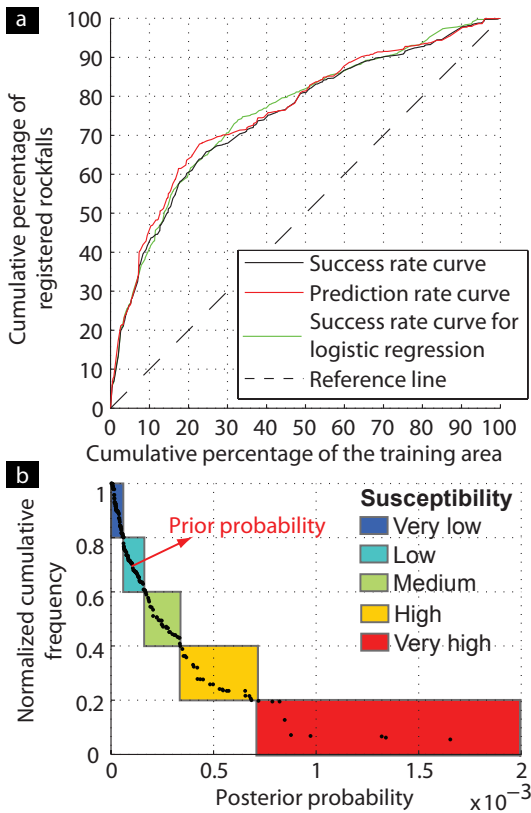 a
100
90
80
70
60
50
40
30
20
10
0
Cumulative percentage of
registered rockfalls
Success rate curve
Prediction rate curve
Success rate curve for
logistic regression
Reference line
0 10 20 30 40 50 60 70 80 90 100
Cumulative percentage of the training area
b
1
0.8
0.6
0.4
0.2
0
Normalized cumulative
frequency
Prior probability
Susceptibility
Very low
Low
Medium
High
Very high
0 0.5 1 1.5 2
x10⁻³
Posterior probability